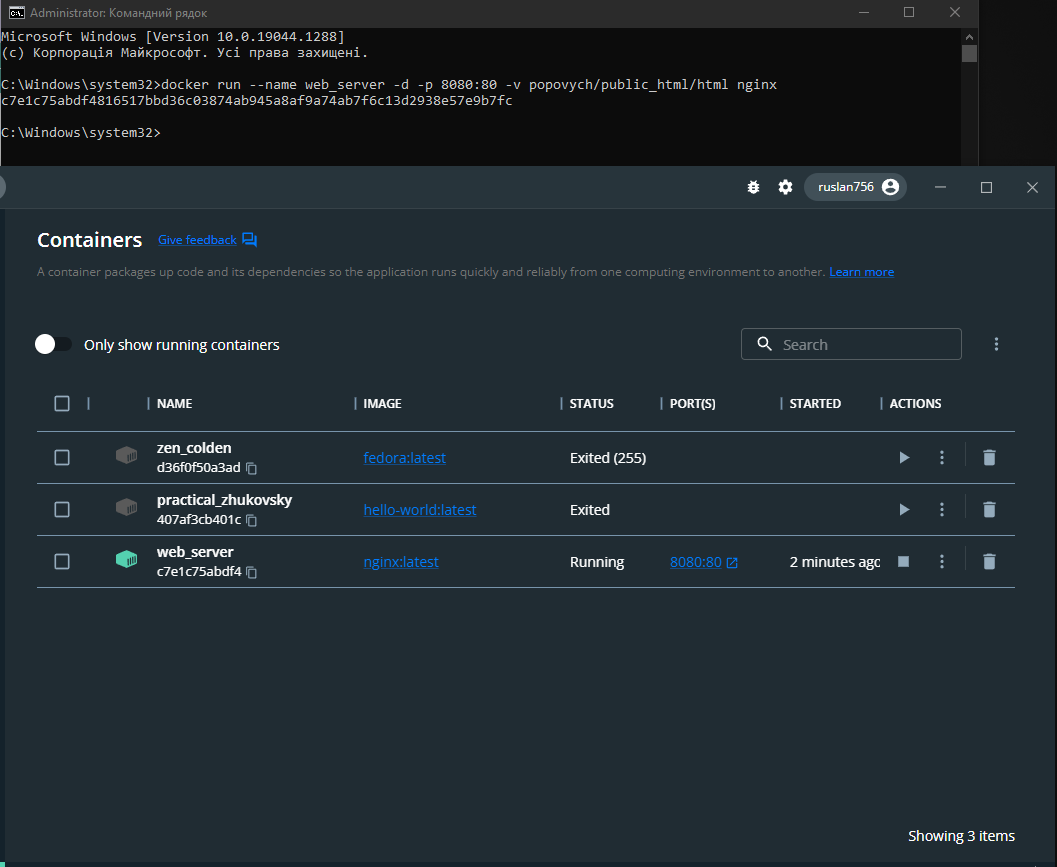 Administrator: Командний рядок
Microsoft Windows [Version 10.0.19044.1288]
(c) Корпорація Майкрософт. Усі права захищені.
C:\Windows\system32>docker run --name web_server -d -p 8080:80 -v popovych/public_html/html nginx
c7e1c75abdf4816517bbd36c03874ab945a8af9a74ab7f6c13d2938e57e9b7fc
C:\Windows\system32>
ruslan756
Containers Give feedback
A container packages up code and its dependencies so the application runs quickly and reliably from one computing environment to another. Learn more
Only show running containers
Search
NAME IMAGE STATUS PORT(S) STARTED ACTIONS
zen_colden
d36f0f50a3ad
fedora:latest Exited (255)
practical_zhukovsky
407af3cb401c
hello-world:latest Exited
web_server
c7e1c75abdf4
nginx:latest Running 8080:80 2 minutes ago
Showing 3 items